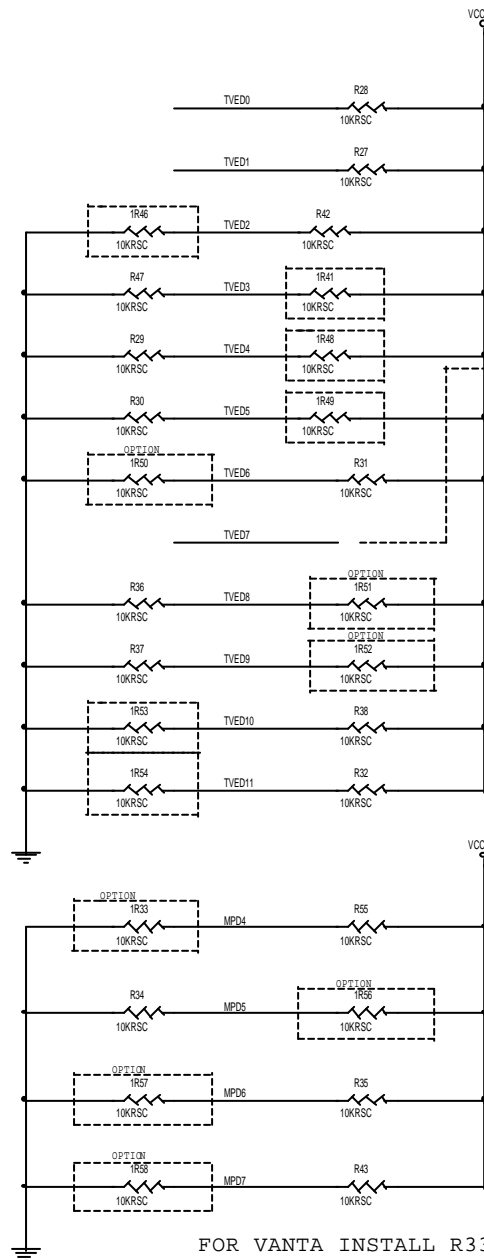 VCC
R28
TVED0
10KRSC
R27
TVED1
10KRSC
1R46 TVED2 R42
10KRSC 10KRSC
R47 TVED3 1R41
10KRSC 10KRSC
R29 TVED4 1R48
10KRSC 10KRSC
R30 TVED5 1R49
10KRSC 10KRSC
OPTION
1R50 TVED6 R31
10KRSC 10KRSC
TVED7
OPTION
R36 TVED8 1R51
10KRSC 10KRSC
OPTION
R37 TVED9 1R52
10KRSC 10KRSC
1R53 TVED10 R38
10KRSC 10KRSC
1R54 TVED11 R32
10KRSC 10KRSC
VCC
OPTION
1R33 MPD4 R55
10KRSC 10KRSC
OPTION
R34 MPD5 1R56
10KRSC 10KRSC
OPTION
1R57 MPD6 R35
10KRSC 10KRSC
OPTION
1R58 MPD7 R43
10KRSC 10KRSC
FOR VANTA INSTALL R33